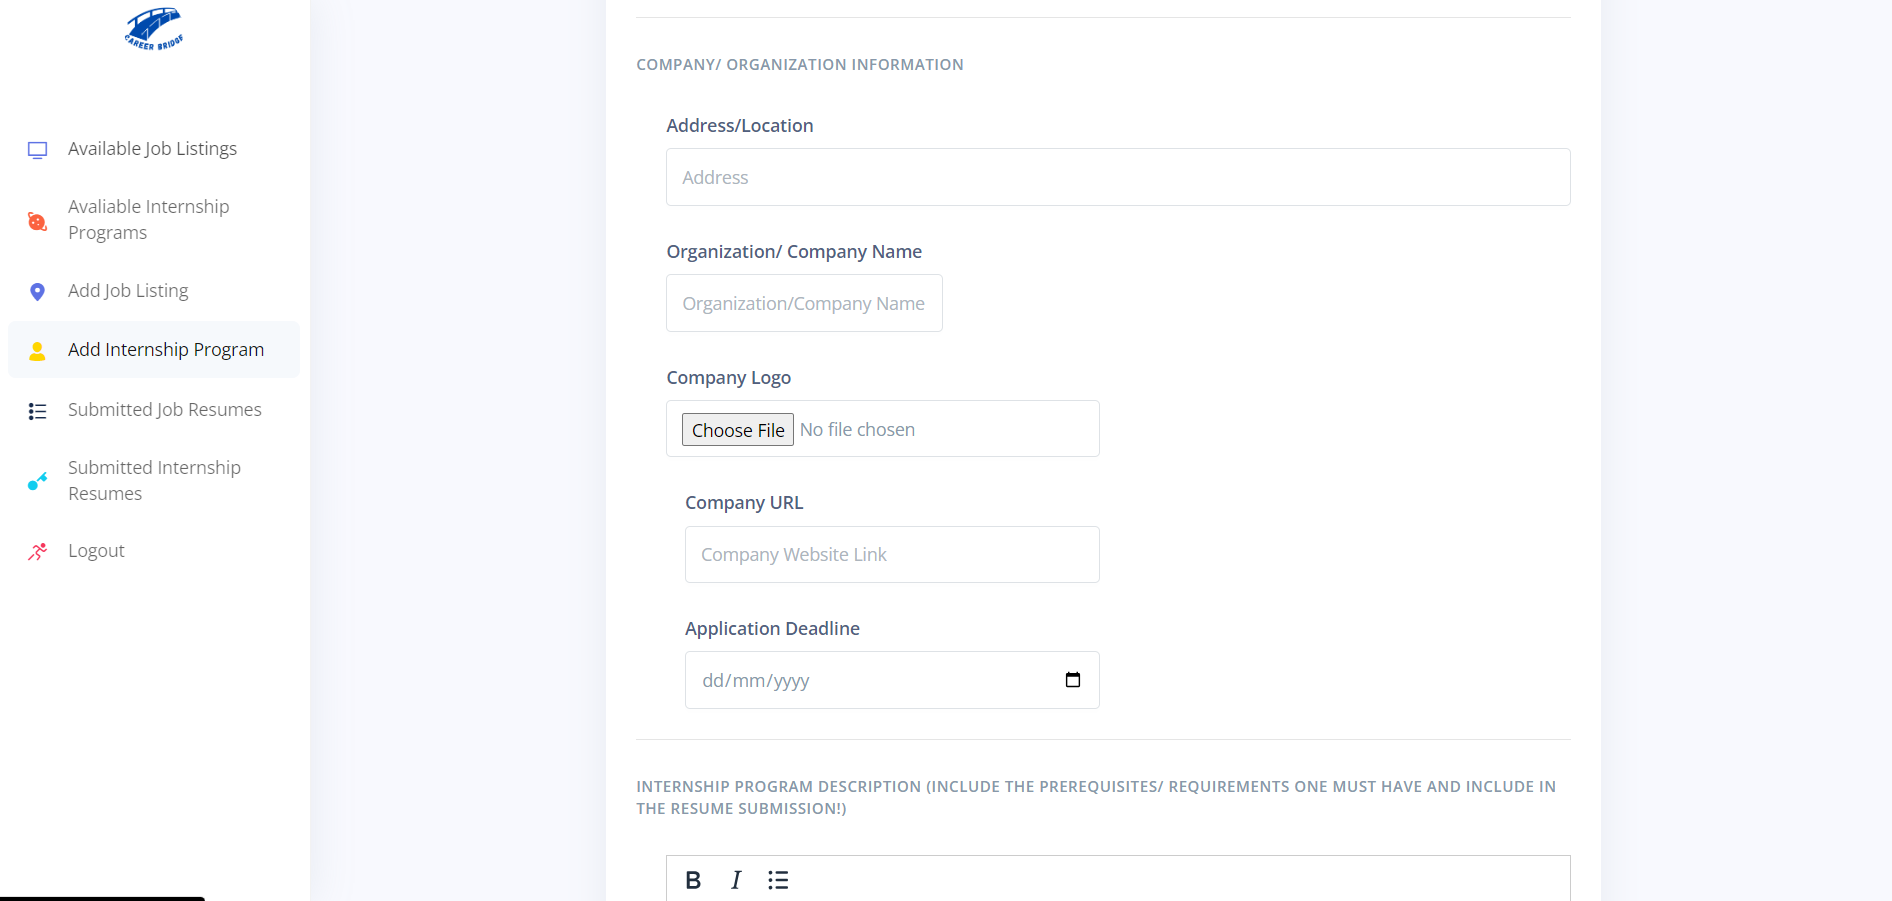 CAREER BRIDGE
Available Job Listings
Avaliable Internship
Programs
Add Job Listing
Add Internship Program
Submitted Job Resumes
Submitted Internship
Resumes
Logout
COMPANY/ ORGANIZATION INFORMATION
Address/Location
Address
Organization/ Company Name
Organization/Company Name
Company Logo
Choose File No file chosen
Company URL
Company Website Link
Application Deadline
dd/mm/yyyy
INTERNSHIP PROGRAM DESCRIPTION (INCLUDE THE PREREQUISITES/ REQUIREMENTS ONE MUST HAVE AND INCLUDE IN
THE RESUME SUBMISSION!)
B I